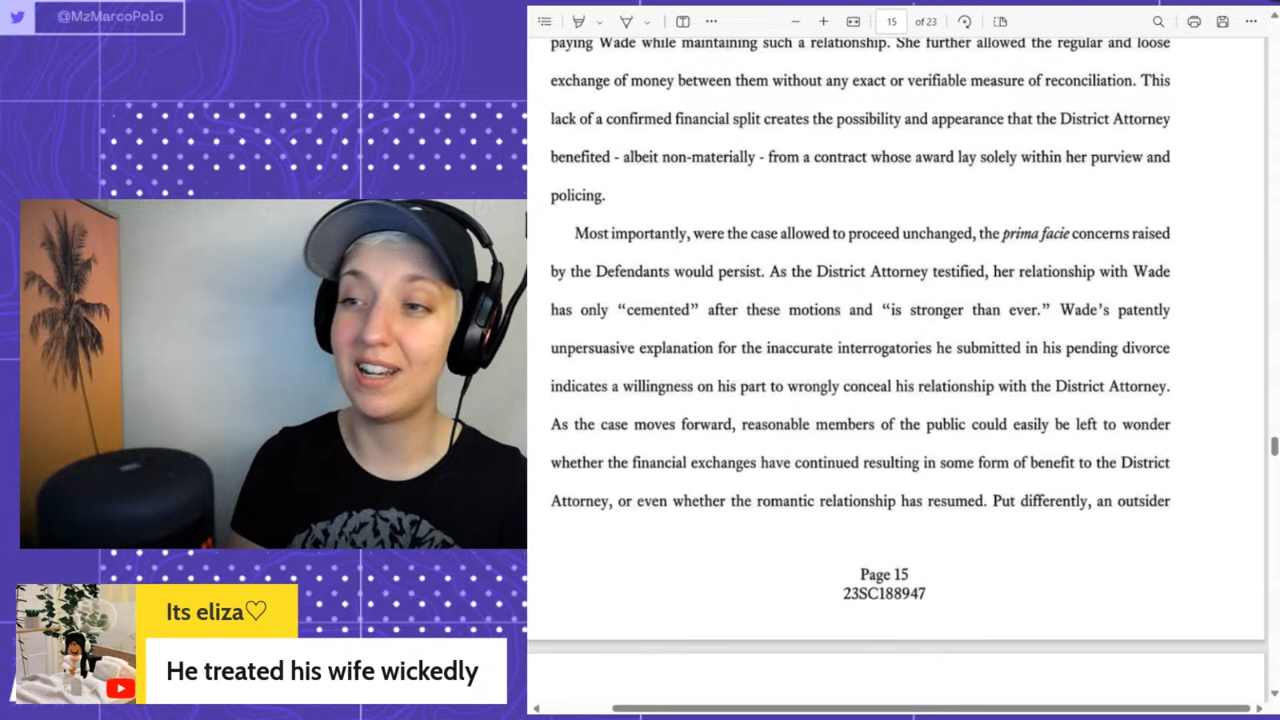 @MzMarcoPolo
15 of 23
paying Wade while maintaining such a relationship. She further allowed the regular and loose
exchange of money between them without any exact or verifiable measure of reconciliation. This
lack of a confirmed financial split creates the possibility and appearance that the District Attorney
benefited - albeit non-materially - from a contract whose award lay solely within her purview and
policing.
Most importantly, were the case allowed to proceed unchanged, the prima facie concerns raised
by the Defendants would persist. As the District Attorney testified, her relationship with Wade
has only “cemented” after these motions and “is stronger than ever.” Wade’s patently
unpersuasive explanation for the inaccurate interrogatories he submitted in his pending divorce
indicates a willingness on his part to wrongly conceal his relationship with the District Attorney.
As the case moves forward, reasonable members of the public could easily be left to wonder
whether the financial exchanges have continued resulting in some form of benefit to the District
Attorney, or even whether the romantic relationship has resumed. Put differently, an outsider
Page 15
23SC188947
Its eliza♡
He treated his wife wickedly